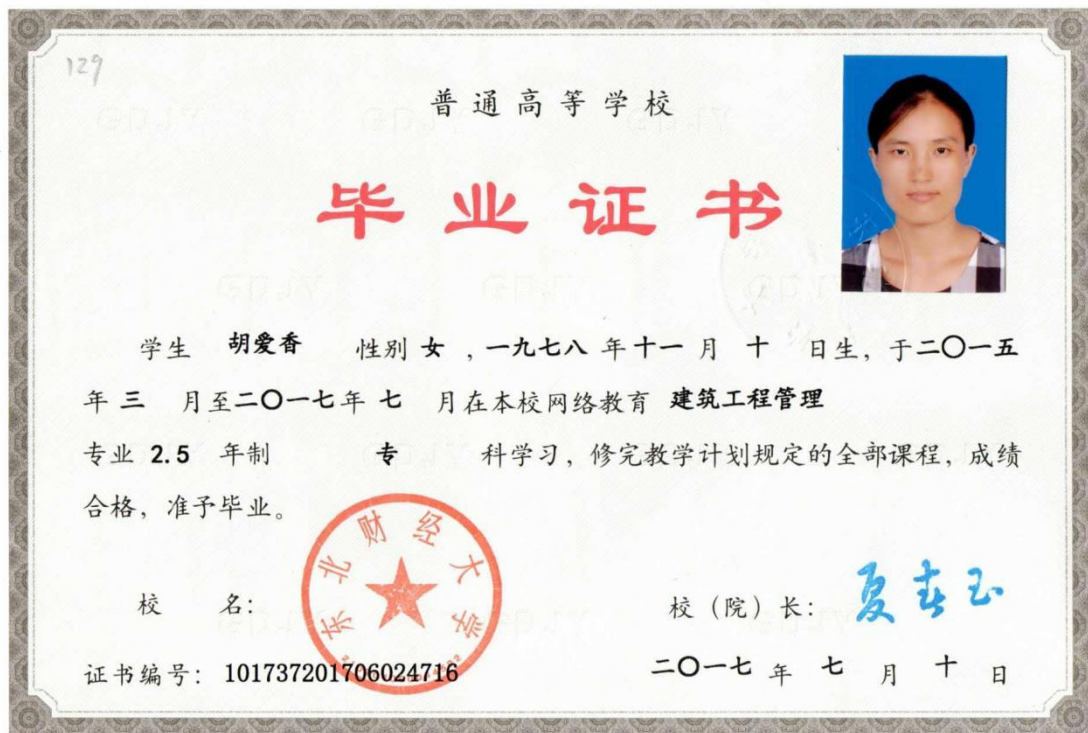 129
普通高等学校
毕业证书
学生 胡爱香 性别 女 ，一九七八 年 十一 月 十 日生，于二〇一五
年 三 月至二〇一七年 七 月在本校网络教育 建筑工程管理
专业 2.5 年制 专 科学习，修完教学计划规定的全部课程，成绩
合格，准予毕业。
东北财经大学
校 名：
校（院）长：夏春玉
证书编号：101737201706024716
二〇一七 年 七 月 十 日